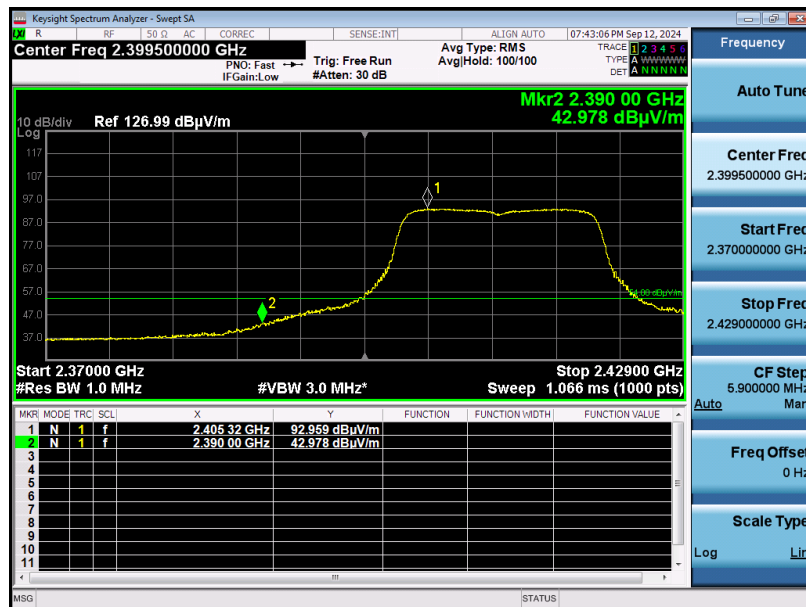 Keysight Spectrum Analyzer - Swept SA
LXI R RF 50 Ω AC CORREC SENSE:INT ALIGN AUTO 07:43:06 PM Sep 12, 2024
Center Freq 2.399500000 GHz
PNO: Fast
IFGain:Low
Trig: Free Run
#Atten: 30 dB
Avg Type: RMS
Avg|Hold: 100/100
TRACE 1 2 3 4 5 6
TYPE A WWWWW
DET A N N N N N
Mkr2 2.390 00 GHz
42.978 dBµV/m
10 dB/div Ref 126.99 dBµV/m
Log
117
107
97.0
87.0
77.0
67.0
57.0
47.0
37.0
1
2
54.00 dBµV/m
Start 2.37000 GHz Stop 2.42900 GHz
#Res BW 1.0 MHz #VBW 3.0 MHz* Sweep 1.066 ms (1000 pts)
MKR MODE TRC SCL X Y FUNCTION FUNCTION WIDTH FUNCTION VALUE
1 N 1 f 2.405 32 GHz 92.959 dBµV/m
2 N 1 f 2.390 00 GHz 42.978 dBµV/m
3
4
5
6
7
8
9
10
11
MSG STATUS
Frequency
Auto Tune
Center Freq
2.399500000 GHz
Start Freq
2.370000000 GHz
Stop Freq
2.429000000 GHz
CF Step
5.900000 MHz
Auto Man
Freq Offset
0 Hz
Scale Type
Log Lin